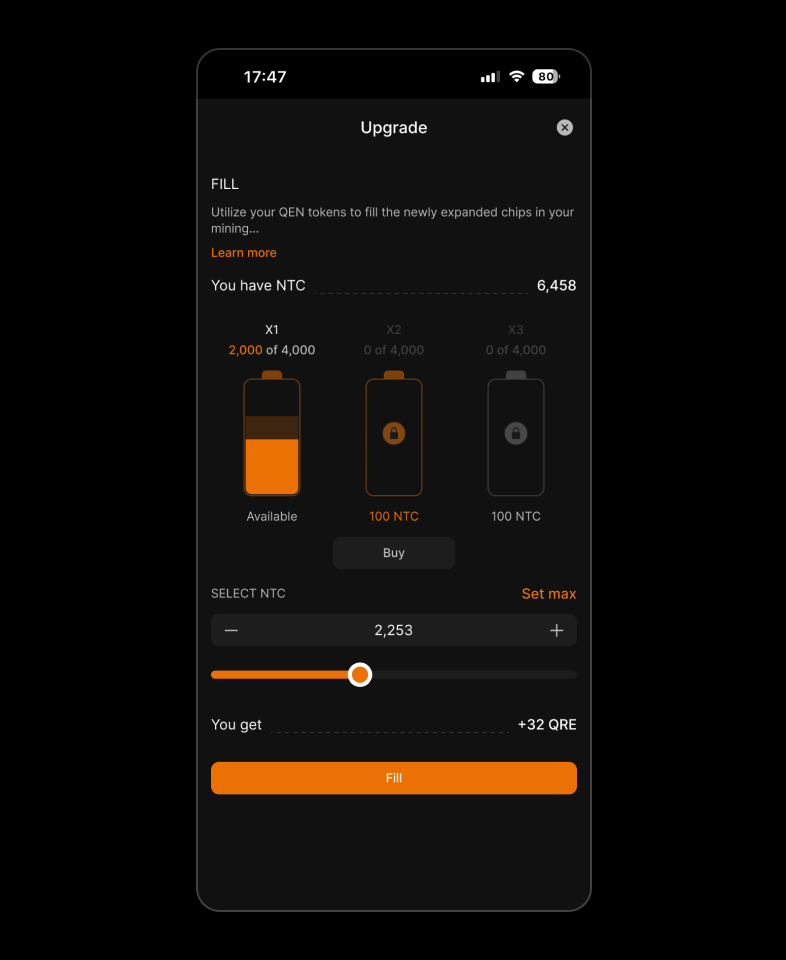 17:47
80
Upgrade
FILL
Utilize your QEN tokens to fill the newly expanded chips in your
mining...
Learn more
You have NTC 6,458
X1 X2 X3
2,000 of 4,000 0 of 4,000 0 of 4,000
Available 100 NTC 100 NTC
Buy
SELECT NTC Set max
2,253
You get +32 QRE
Fill